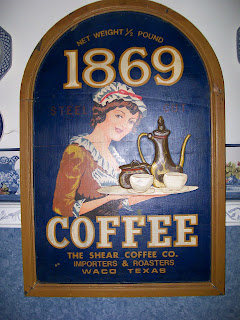 NET WEIGHT ½ POUND
1869
COFFEE
THE SHEAR COFFEE CO.
IMPORTERS & ROASTERS
WACO TEXAS